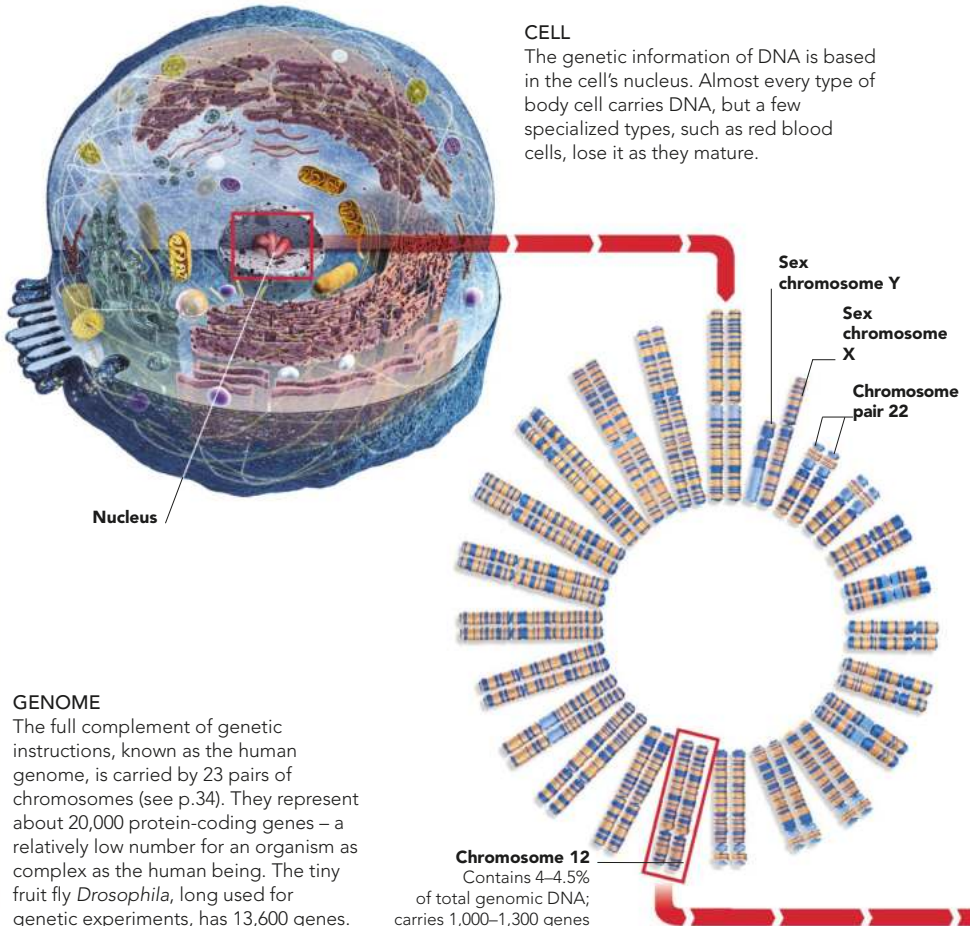 CELL
The genetic information of DNA is based
in the cell’s nucleus. Almost every type of
body cell carries DNA, but a few
specialized types, such as red blood
cells, lose it as they mature.
Sex
chromosome Y
Sex
chromosome
X
Chromosome
pair 22
Nucleus
GENOME
The full complement of genetic
instructions, known as the human
genome, is carried by 23 pairs of
chromosomes (see p.34). They represent
about 20,000 protein-coding genes – a
relatively low number for an organism as
complex as the human being. The tiny
fruit fly Drosophila, long used for
genetic experiments, has 13,600 genes.
Chromosome 12
Contains 4–4.5%
of total genomic DNA;
carries 1,000–1,300 genes